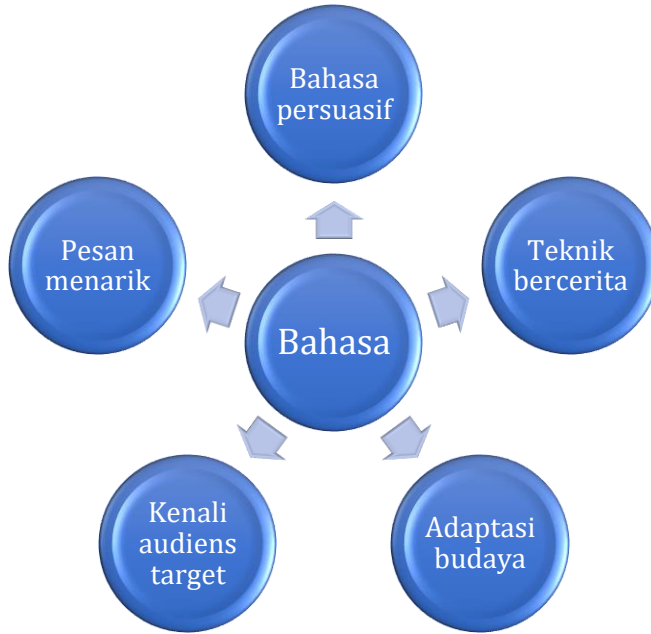 Bahasa
persuasif
Teknik
bercerita
Adaptasi
budaya
Kenali
audiens
target
Pesan
menarik
Bahasa